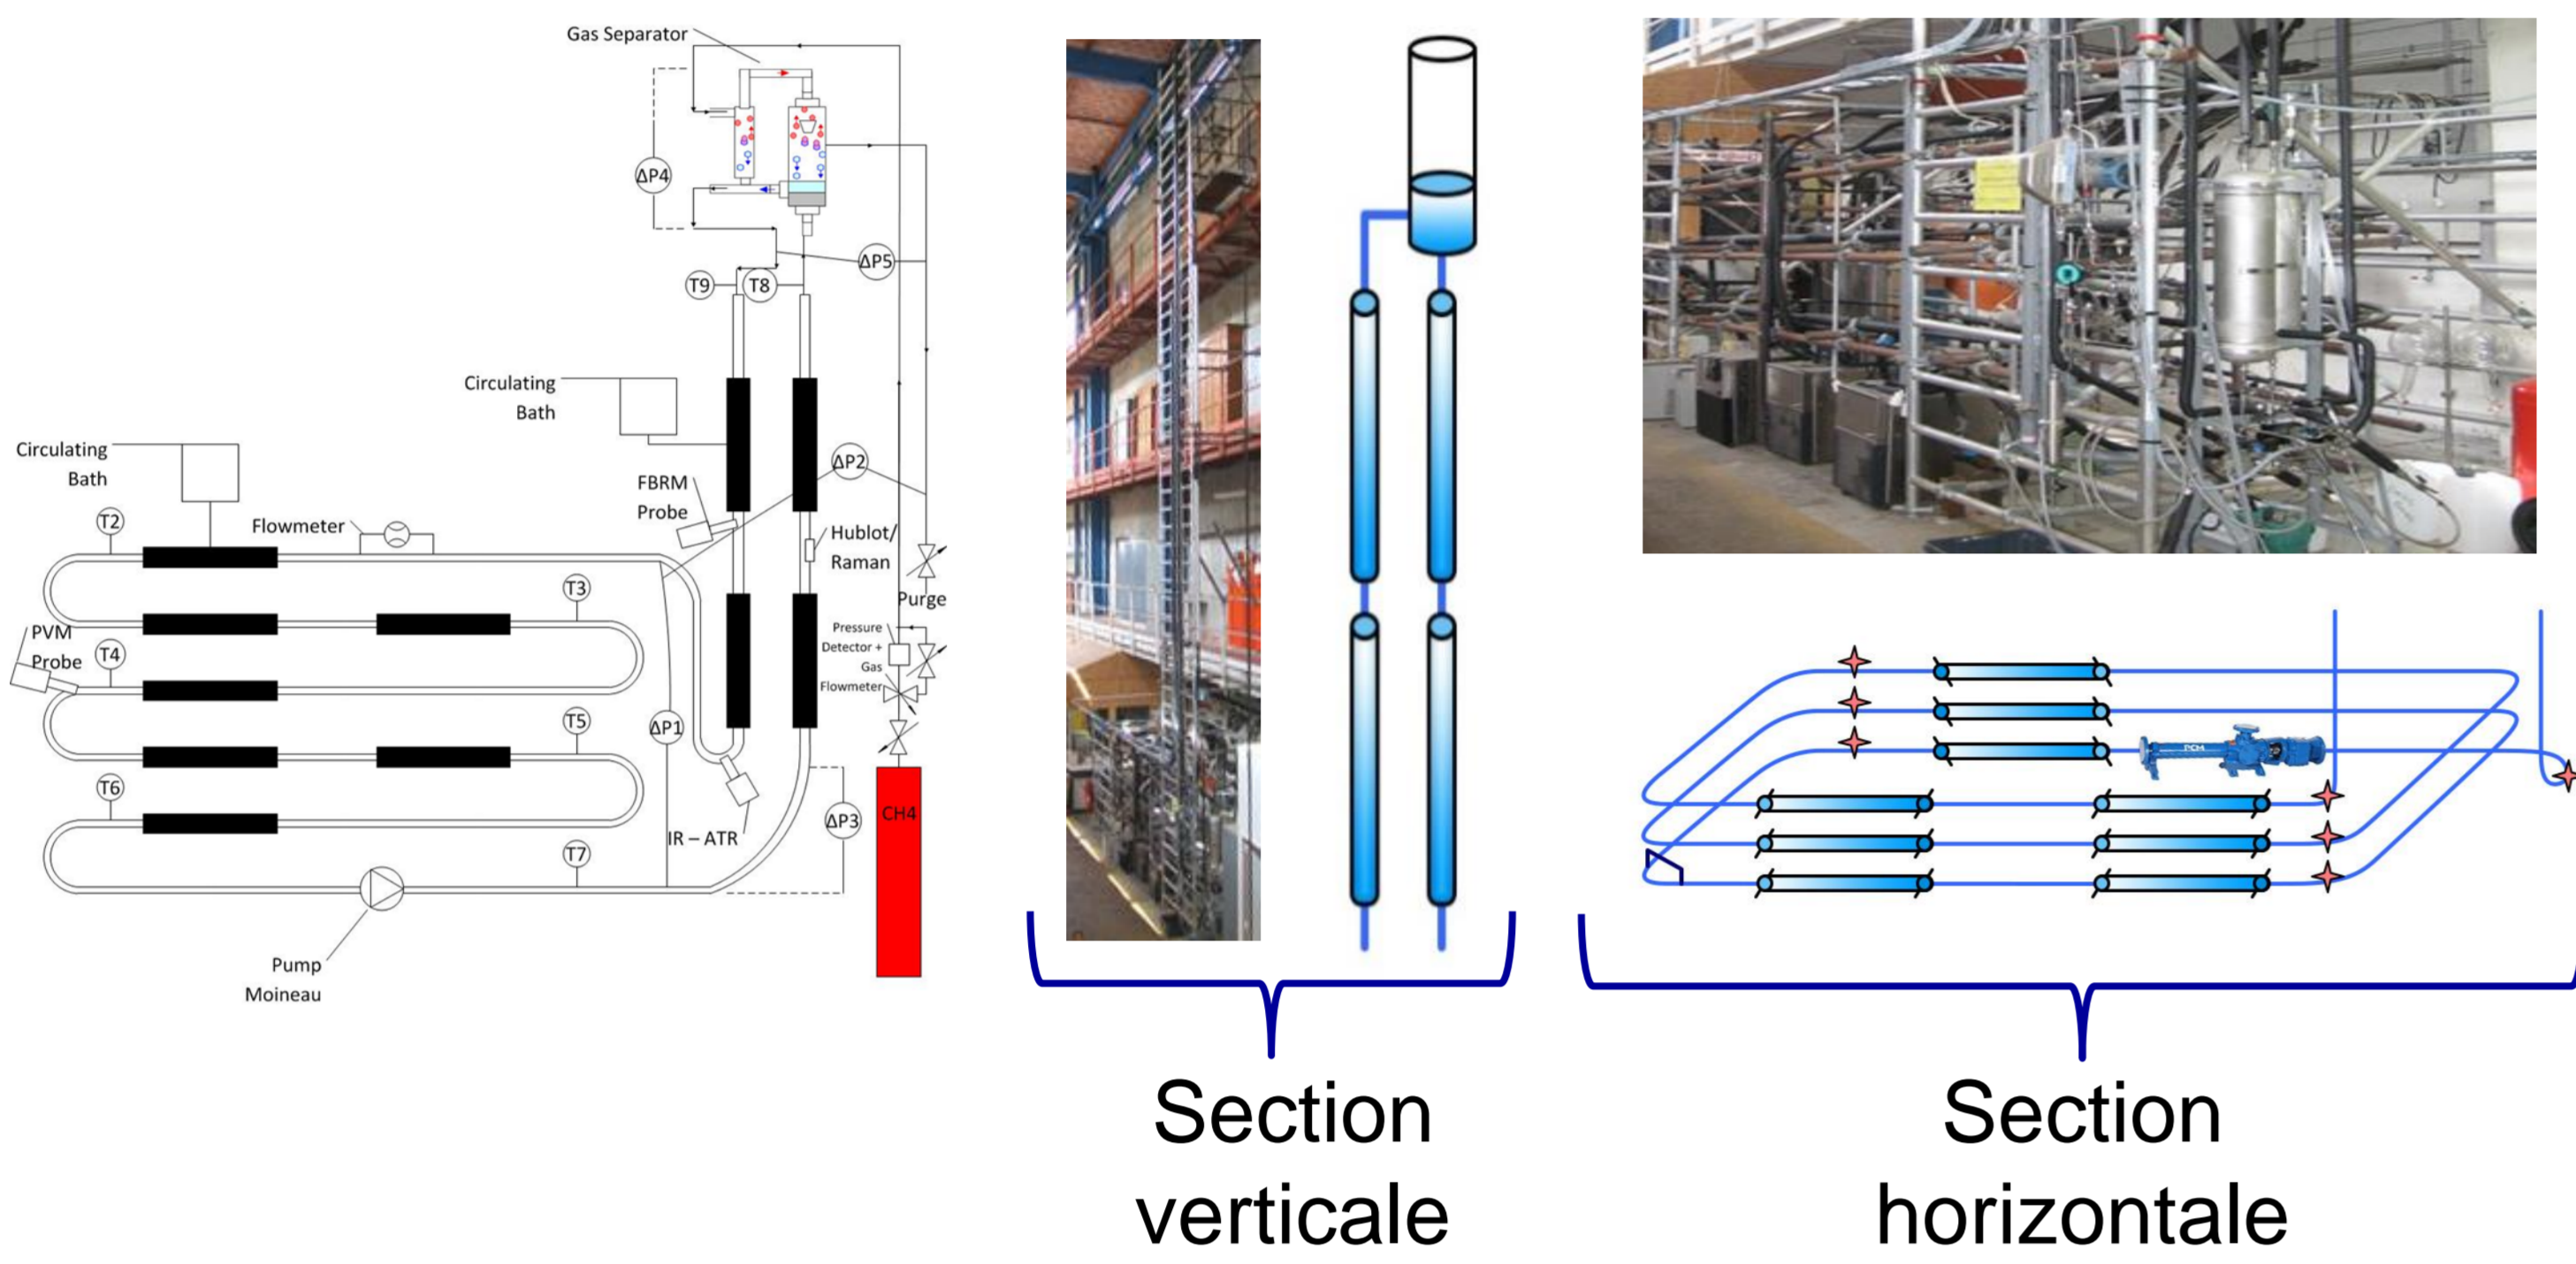 Gas Separator
ΔP4
ΔP5
T9
T8
Circulating
Bath
Circulating
Bath
ΔP2
FBRM
Probe
T2
Flowmeter
Hublot/
Raman
T3
Purge
PVM
Probe
T4
Pressure
Detector +
Gas
Flowmeter
T5
ΔP1
T6
CH4
ΔP3
IR – ATR
T7
Pump
Moineau
PCM
Section
verticale
Section
horizontale